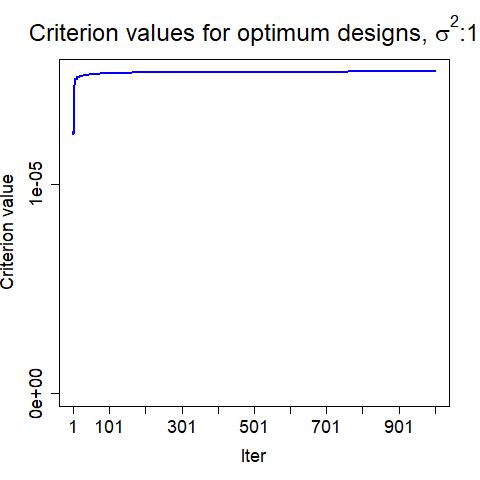 Criterion values for optimum designs, σ²:1
Criterion value
1e-05
0e+00
1 101 301 501 701 901
Iter